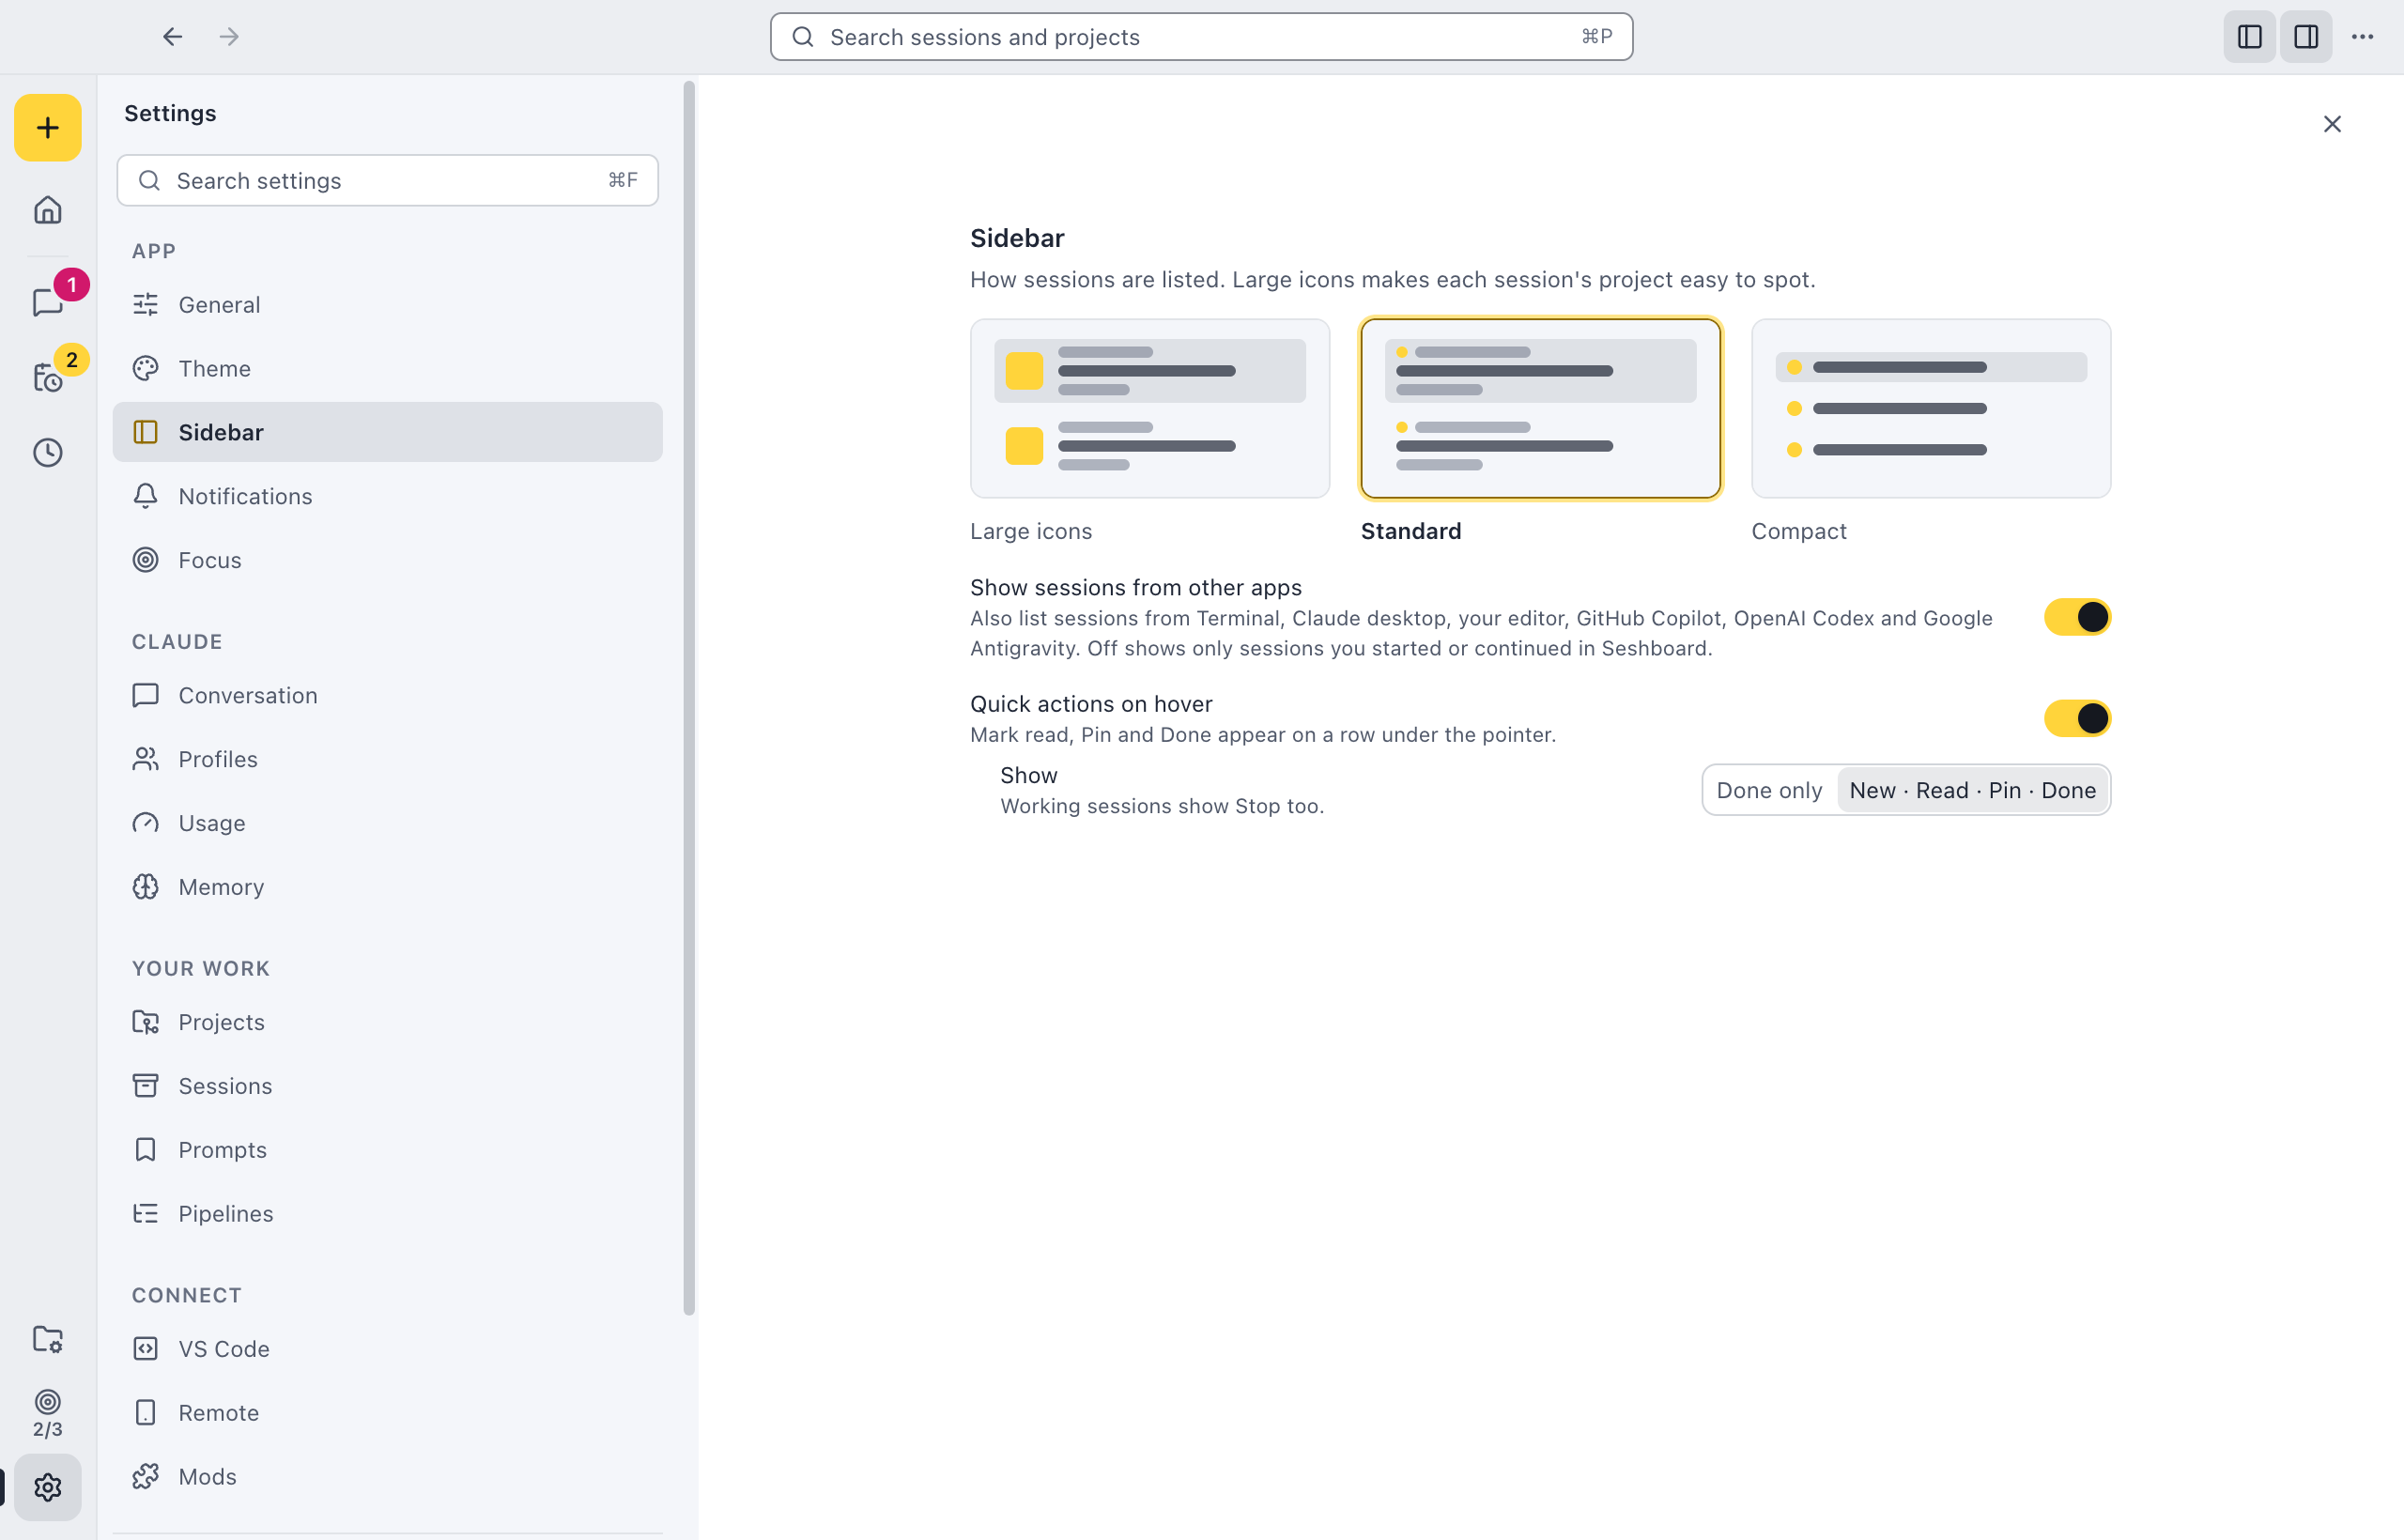 Search sessions and projects ⌘P
Settings
Search settings ⌘F
APP
General
Theme
Sidebar
Notifications
Focus
CLAUDE
Conversation
Profiles
Usage
Memory
YOUR WORK
Projects
Sessions
Prompts
Pipelines
CONNECT
VS Code
Remote
Mods
1
2
2/3
Sidebar
How sessions are listed. Large icons makes each session's project easy to spot.
Large icons
Standard
Compact
Show sessions from other apps
Also list sessions from Terminal, Claude desktop, your editor, GitHub Copilot, OpenAI Codex and Google
Antigravity. Off shows only sessions you started or continued in Seshboard.
Quick actions on hover
Mark read, Pin and Done appear on a row under the pointer.
Show
Working sessions show Stop too.
Done only
New · Read · Pin · Done